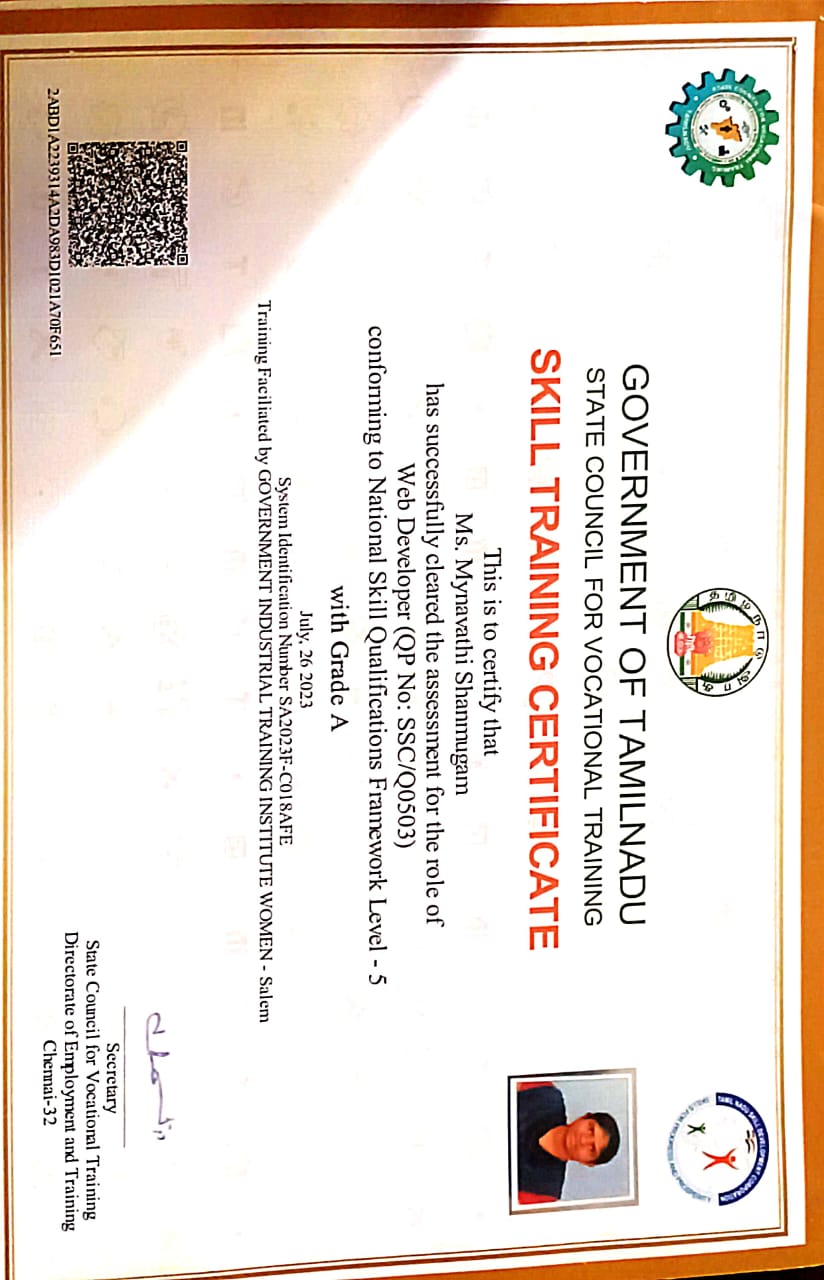 STATE COUNCIL FOR VOCATIONAL TRAINING
TAMILNADU
தமிழ்நாடு அரசு
TAMIL NADU SKILL DEVELOPMENT CORPORATION
SKILLS FOR PROGRESS AND PROSPERITY
GOVERNMENT OF TAMILNADU
STATE COUNCIL FOR VOCATIONAL TRAINING
SKILL TRAINING CERTIFICATE
This is to certify that
Ms. Mynavathi Shanmugam
has successfully cleared the assessment for the role of
Web Developer (QP No: SSC/Q0503)
conforming to National Skill Qualifications Framework Level - 5
with Grade A
July, 26 2023
System Identification Number SA2023F-C018AFE
Training Faciliated by GOVERNMENT INDUSTRIAL TRAINING INSTITUTE WOMEN - Salem
2ABD1A2239314A2DA983D1021A70F651
Secretary
State Council for Vocational Training
Directorate of Employment and Training
Chennai-32